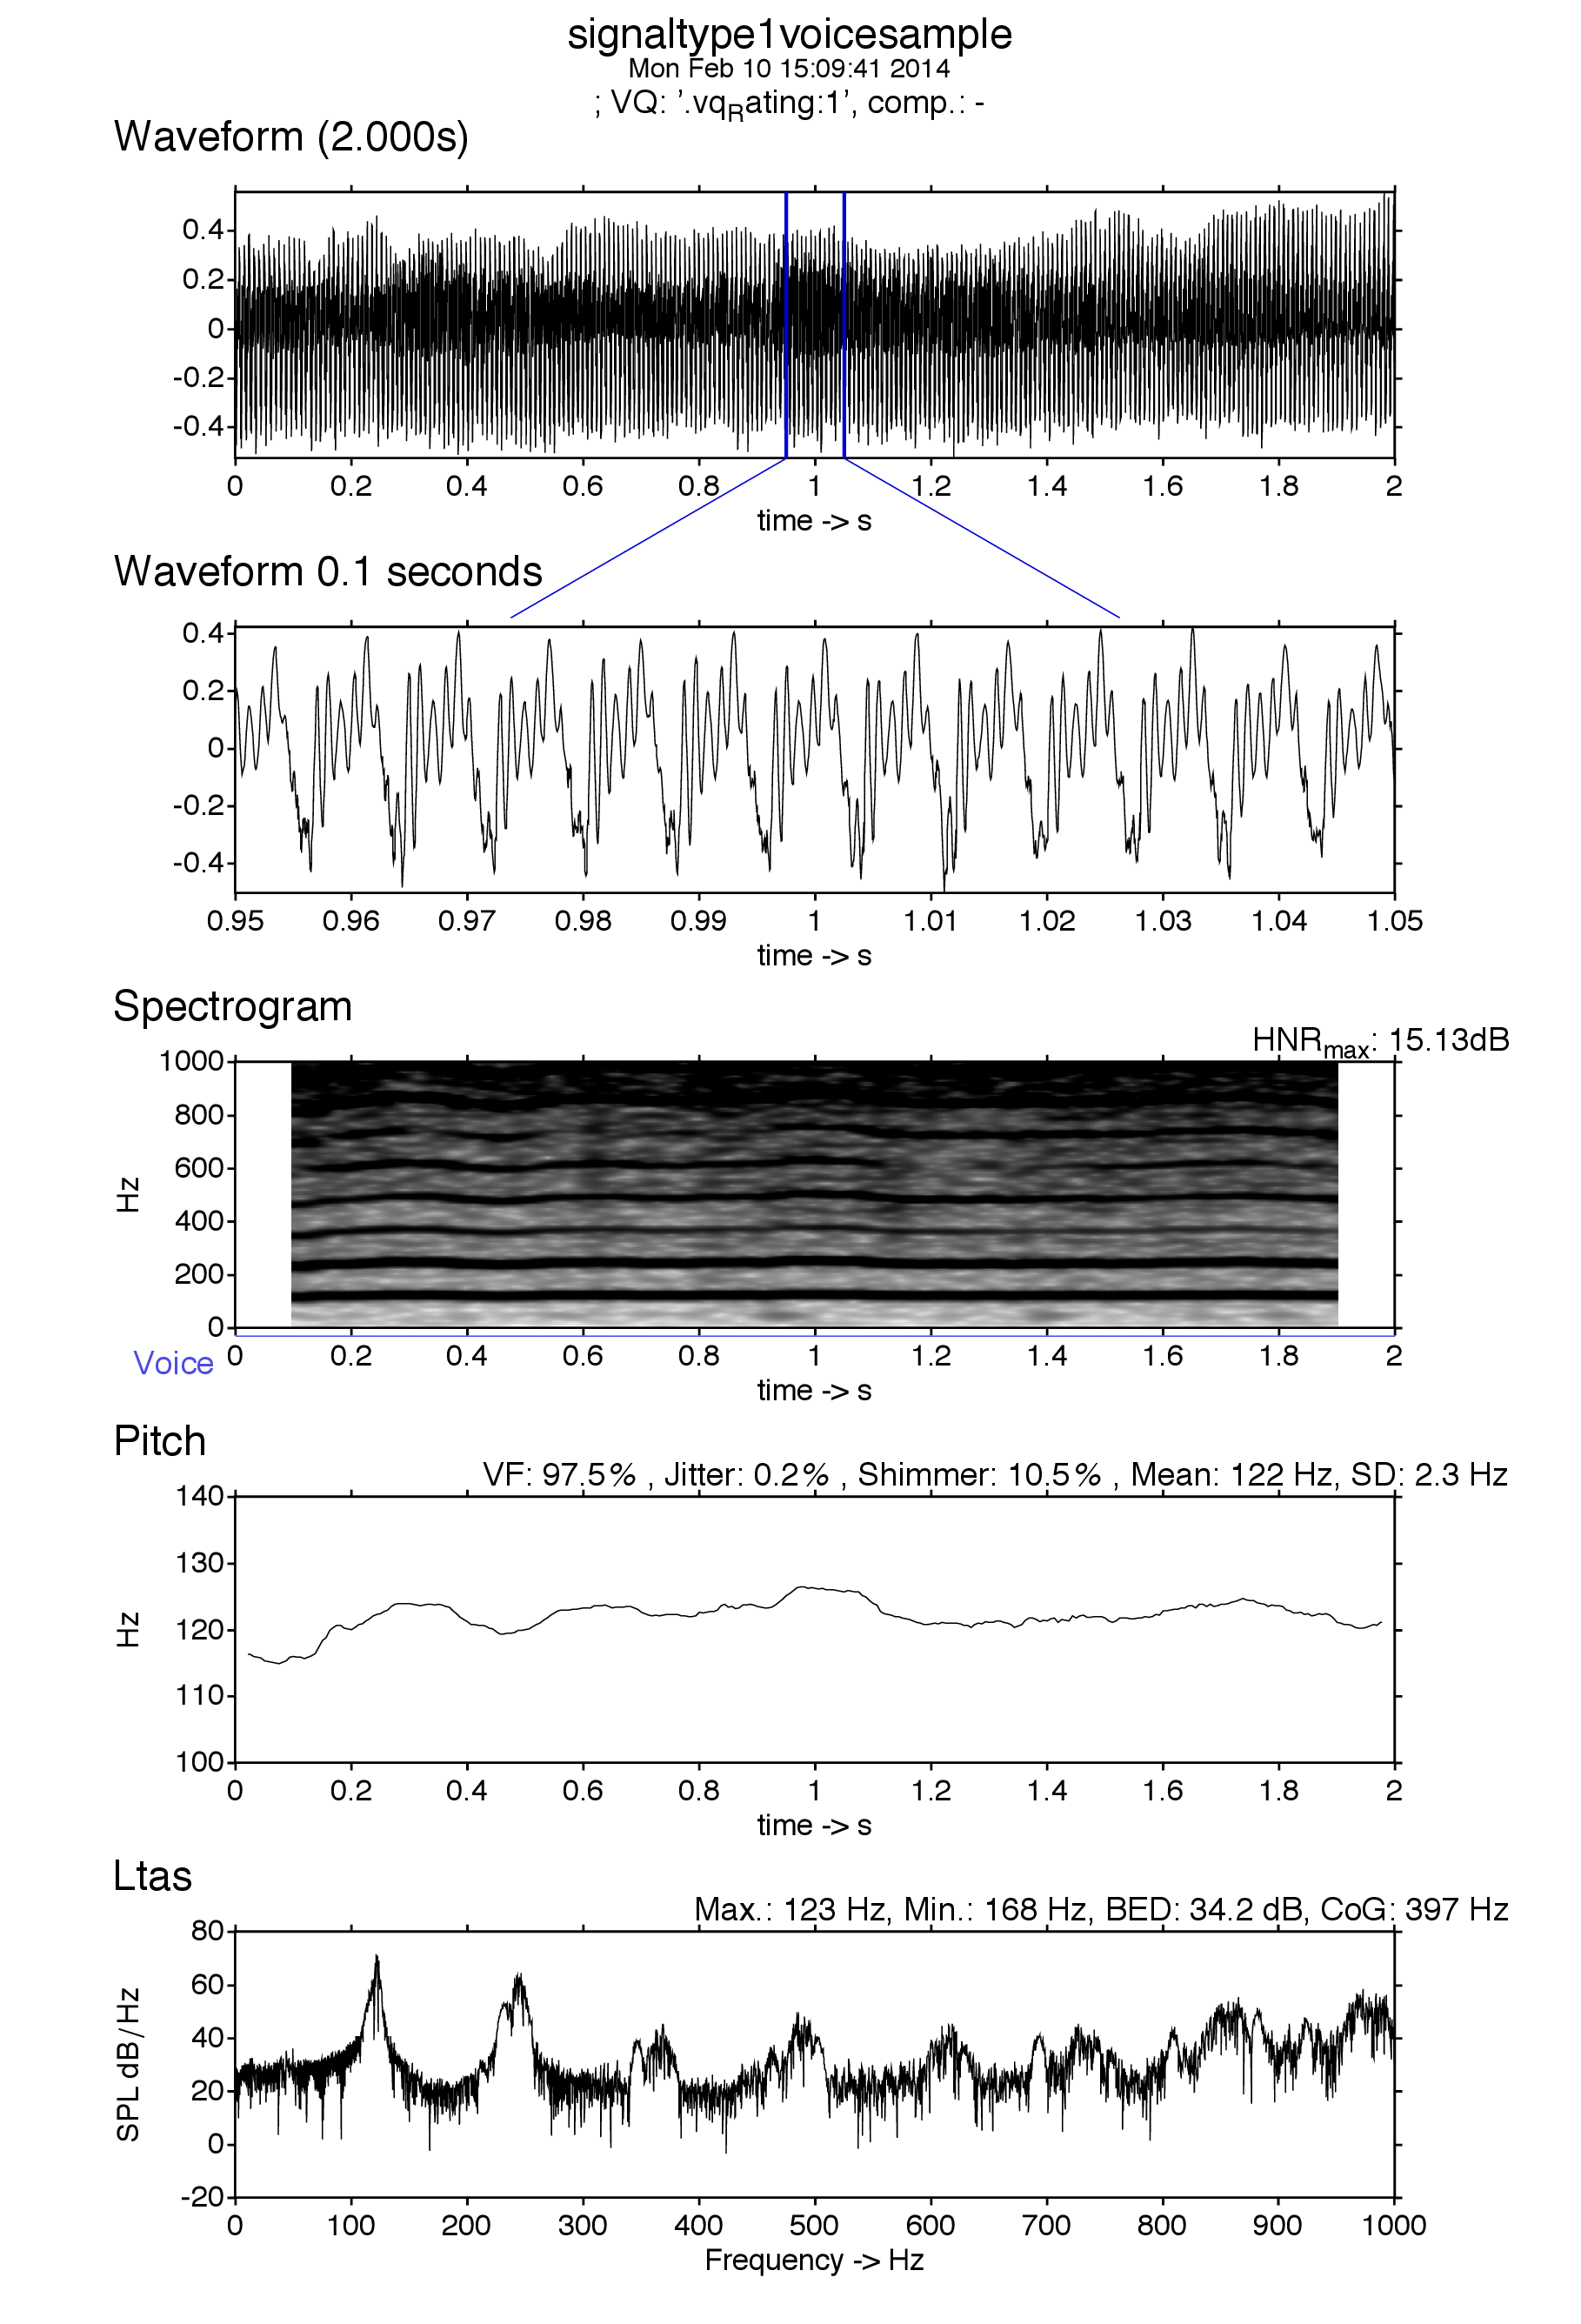 signaltype1voicesample
Mon Feb 10 15:09:41 2014
; VQ: '.vqRating:1', comp.: -
Waveform (2.000s)
0.4
0.2
0
-0.2
-0.4
0 0.2 0.4 0.6 0.8 1 1.2 1.4 1.6 1.8 2
time -> s
Waveform 0.1 seconds
0.4
0.2
0
-0.2
-0.4
0.95 0.96 0.97 0.98 0.99 1 1.01 1.02 1.03 1.04 1.05
time -> s
Spectrogram
HNRmax: 15.13dB
1000
800
600
400
200
0
Hz
Voice 0 0.2 0.4 0.6 0.8 1 1.2 1.4 1.6 1.8 2
time -> s
Pitch
VF: 97.5% , Jitter: 0.2% , Shimmer: 10.5% , Mean: 122 Hz, SD: 2.3 Hz
140
130
120
110
100
Hz
0 0.2 0.4 0.6 0.8 1 1.2 1.4 1.6 1.8 2
time -> s
Ltas
Max.: 123 Hz, Min.: 168 Hz, BED: 34.2 dB, CoG: 397 Hz
80
60
40
20
0
-20
SPL dB/Hz
0 100 200 300 400 500 600 700 800 900 1000
Frequency -> Hz